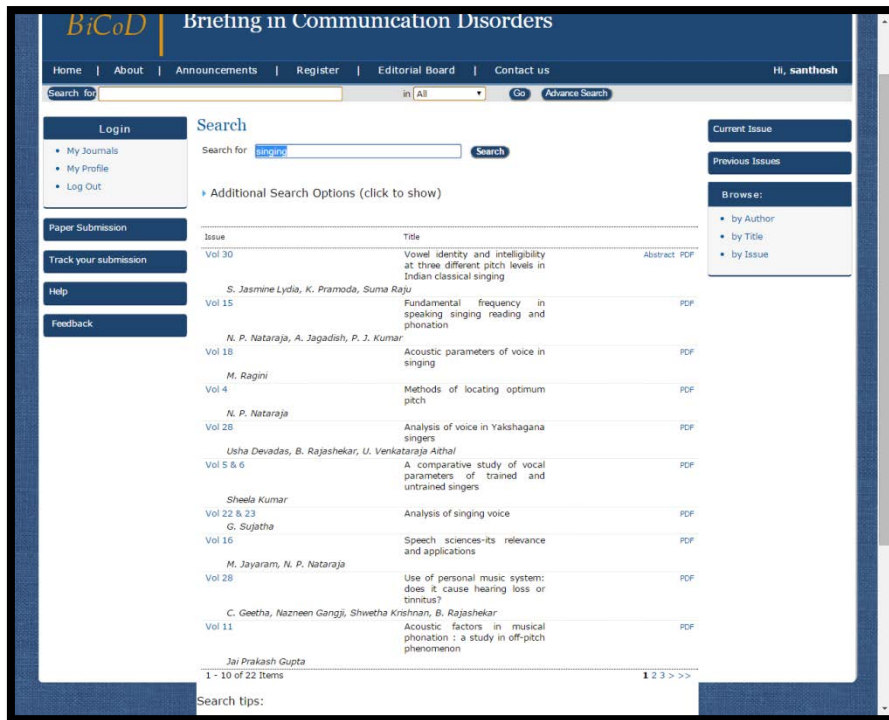 BiCoD
Briefing in Communication Disorders
Home | About | Announcements | Register | Editorial Board | Contact us
Hi, santhosh
Search for in All Go Advance Search
Login
My Journals
My Profile
Log Out
Paper Submission
Track your submission
Help
Feedback
Search
Search for singing Search
Additional Search Options (click to show)
Issue Title
Vol 30 Vowel identity and intelligibility Abstract PDF
at three different pitch levels in
Indian classical singing
S. Jasmine Lydia, K. Pramoda, Suma Raju
Vol 15 Fundamental frequency in PDF
speaking singing reading and
phonation
N. P. Nataraja, A. Jagadish, P. J. Kumar
Vol 18 Acoustic parameters of voice in PDF
singing
M. Ragini
Vol 4 Methods of locating optimum PDF
pitch
N. P. Nataraja
Vol 28 Analysis of voice in Yakshagana PDF
singers
Usha Devadas, B. Rajashekar, U. Venkataraja Aithal
Vol 5 & 6 A comparative study of vocal PDF
parameters of trained and
untrained singers
Sheela Kumar
Vol 22 & 23 Analysis of singing voice PDF
G. Sujatha
Vol 16 Speech sciences-its relevance PDF
and applications
M. Jayaram, N. P. Nataraja
Vol 28 Use of personal music system: PDF
does it cause hearing loss or
tinnitus?
C. Geetha, Nazneen Gangji, Shwetha Krishnan, B. Rajashekar
Vol 11 Acoustic factors in musical PDF
phonation : a study in off-pitch
phenomenon
Jai Prakash Gupta
1 - 10 of 22 Items 1 2 3 > >>
Search tips:
Current Issue
Previous Issues
Browse:
by Author
by Title
by Issue